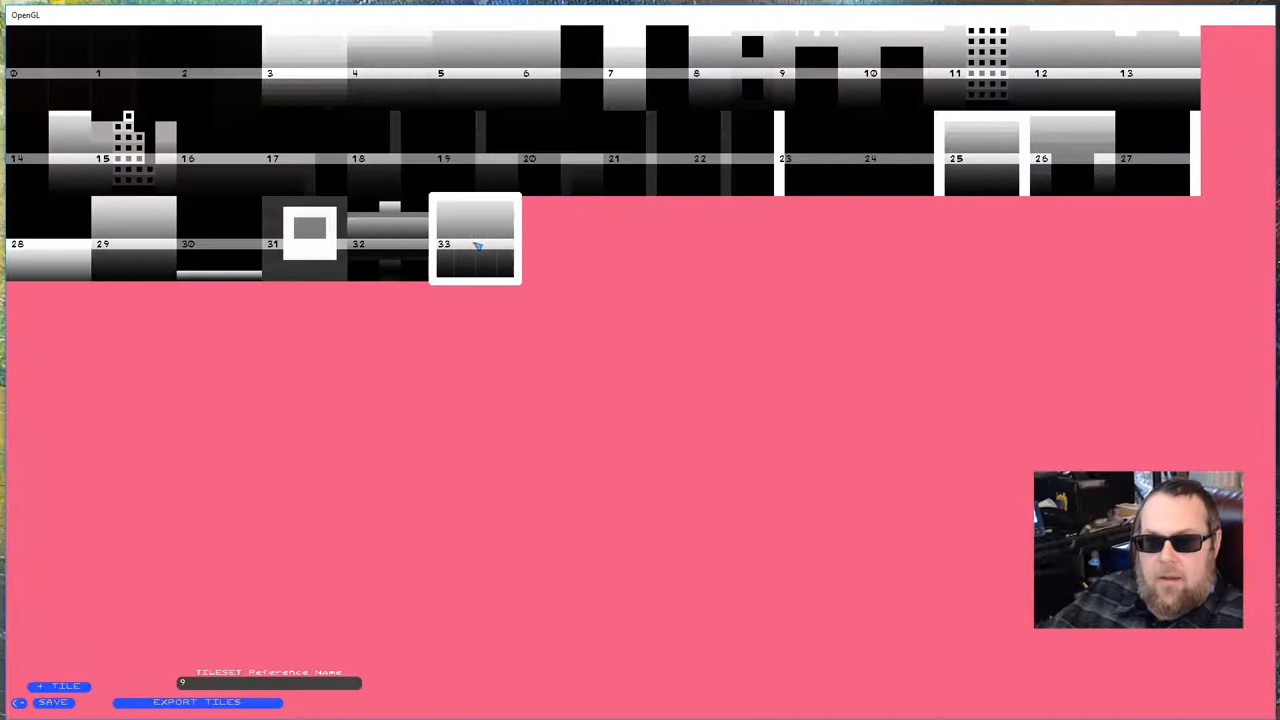 OpenGL
0 1 2 3 4 5 6 7 8 9 10 11 12 13
14 15 16 17 18 19 20 21 22 23 24 25 26 27
28 29 30 31 32 33
TILESET Reference Name
9
+ TILE
<- SAVE EXPORT TILES